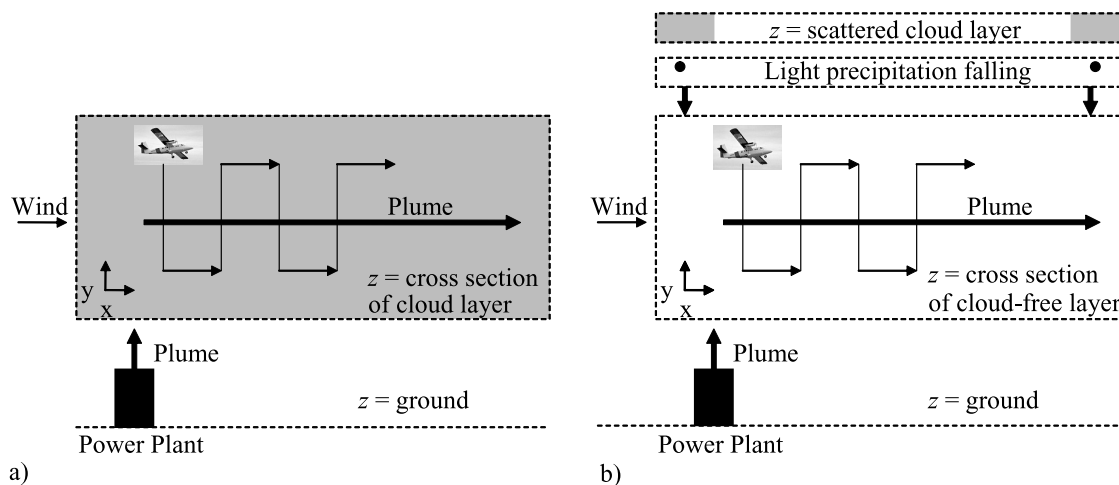 Wind
Plume
z = cross section
of cloud layer
y
x
Plume
z = ground
Power Plant
a)
z = scattered cloud layer
Light precipitation falling
Wind
Plume
z = cross section
of cloud-free layer
y
x
Plume
z = ground
Power Plant
b)